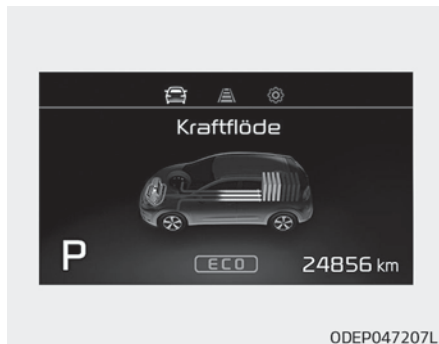 Kraftflöde
P
ECO
24856 km
ODEP047207L